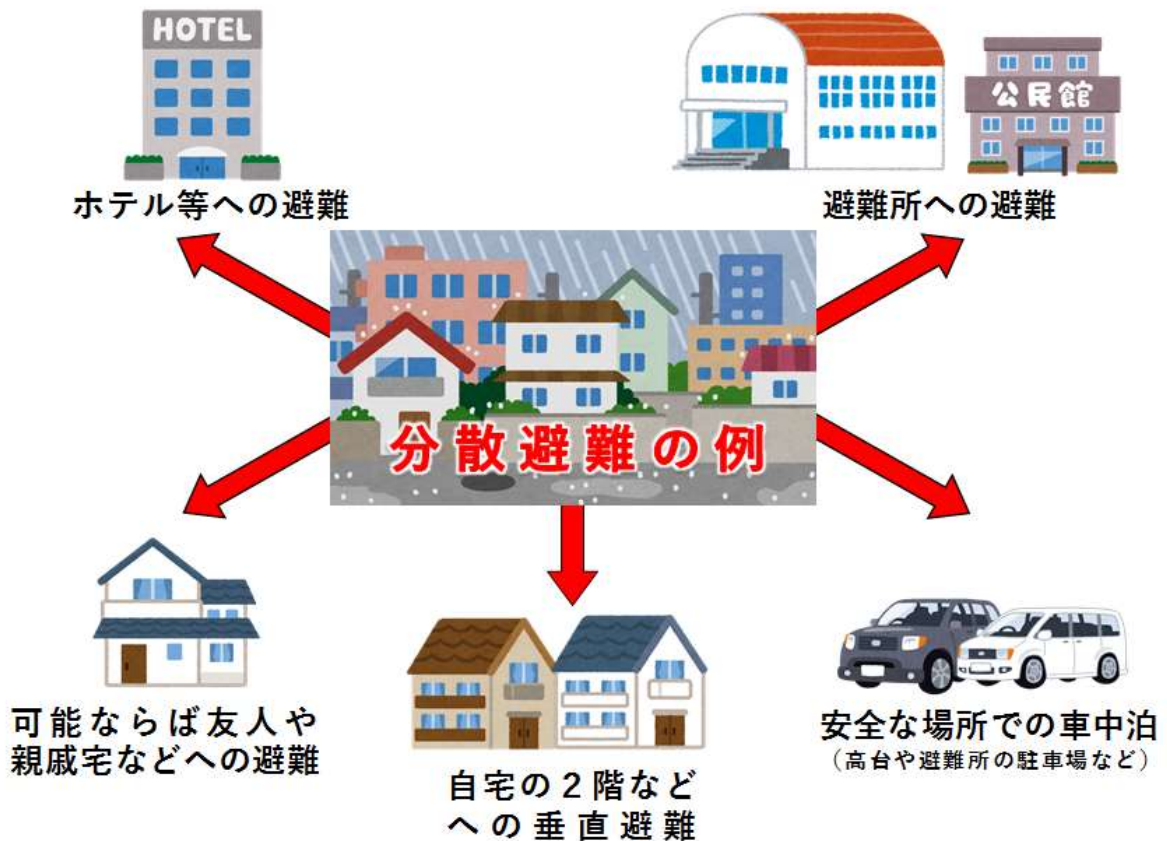 HOTEL
ホテル等への避難
公民館
避難所への避難
分散避難の例
可能ならば友人や
親戚宅などへの避難
自宅の２階など
への垂直避難
安全な場所での車中泊
（高台や避難所の駐車場など）